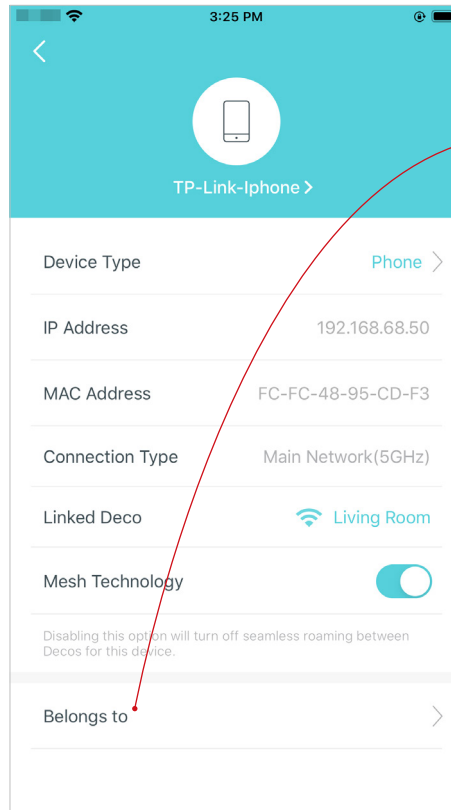 3:25 PM
TP-Link-Iphone
Device Type Phone
IP Address 192.168.68.50
MAC Address FC-FC-48-95-CD-F3
Connection Type Main Network(5GHz)
Linked Deco Living Room
Mesh Technology
Disabling this option will turn off seamless roaming between
Decos for this device.
Belongs to